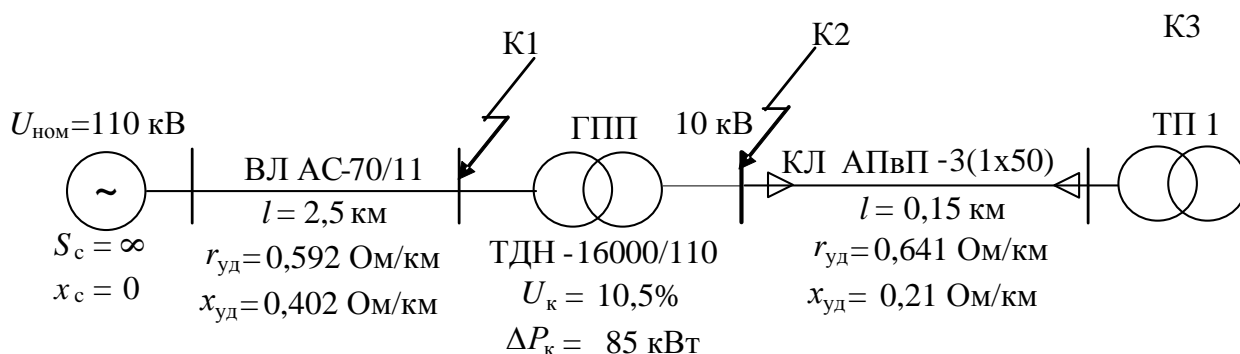 К1
К2
К3
Uном=110 кВ
ГПП
10 кВ
ТП 1
~
ВЛ АС-70/11
КЛ АПвП -3(1х50)
l = 2,5 км
l = 0,15 км
Sс = ∞
rуд=0,592 Ом/км
ТДН -16000/110
rуд=0,641 Ом/км
xс = 0
xуд=0,402 Ом/км
Uк = 10,5%
xуд= 0,21 Ом/км
ΔPк = 85 кВт